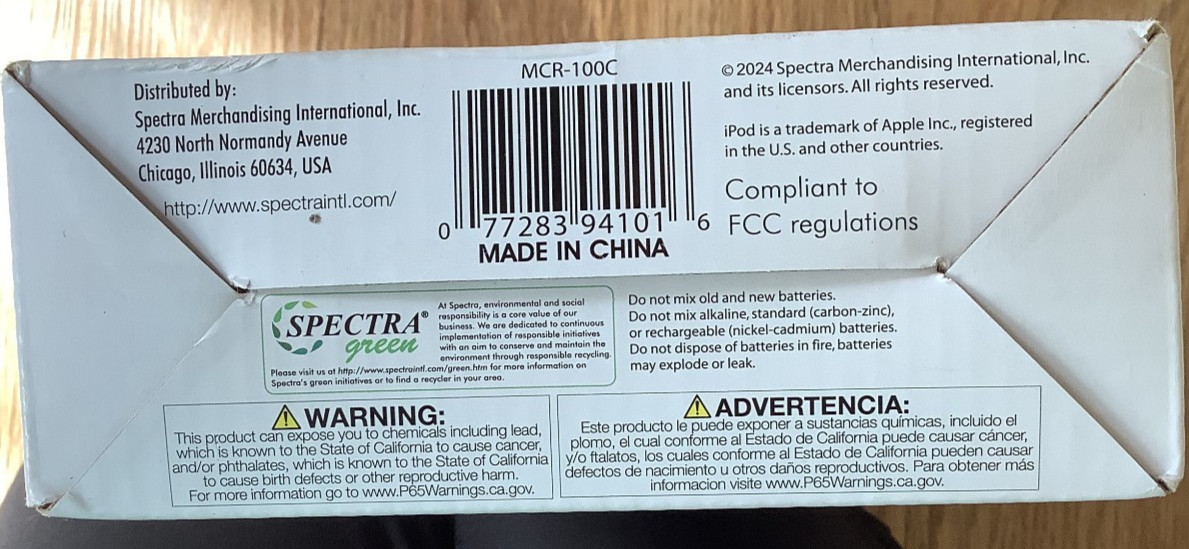 Distributed by:
Spectra Merchandising International, Inc.
4230 North Normandy Avenue
Chicago, Illinois 60634, USA
http://www.spectraintl.com/
MCR-100C
0 77283 94101 6
MADE IN CHINA
© 2024 Spectra Merchandising International, Inc.
and its licensors. All rights reserved.
iPod is a trademark of Apple Inc., registered
in the U.S. and other countries.
Compliant to
FCC regulations
SPECTRA®
green
At Spectra, environmental and social
responsibility is a core value of our
business. We are dedicated to continuous
implementation of responsible initiatives
with an aim to conserve and maintain the
environment through responsible recycling.
Please visit us at http://www.spectraintl.com/green.htm for more information on
Spectra's green initiatives or to find a recycler in your area.
Do not mix old and new batteries.
Do not mix alkaline, standard (carbon-zinc),
or rechargeable (nickel-cadmium) batteries.
Do not dispose of batteries in fire, batteries
may explode or leak.
WARNING:
This product can expose you to chemicals including lead,
which is known to the State of California to cause cancer,
and/or phthalates, which is known to the State of California
to cause birth defects or other reproductive harm.
For more information go to www.P65Warnings.ca.gov.
ADVERTENCIA:
Este producto le puede exponer a sustancias químicas, incluido el
plomo, el cual conforme al Estado de California puede causar cáncer,
y/o ftalatos, los cuales conforme al Estado de California pueden causar
defectos de nacimiento u otros daños reproductivos. Para obtener más
informacion visite www.P65Warnings.ca.gov.